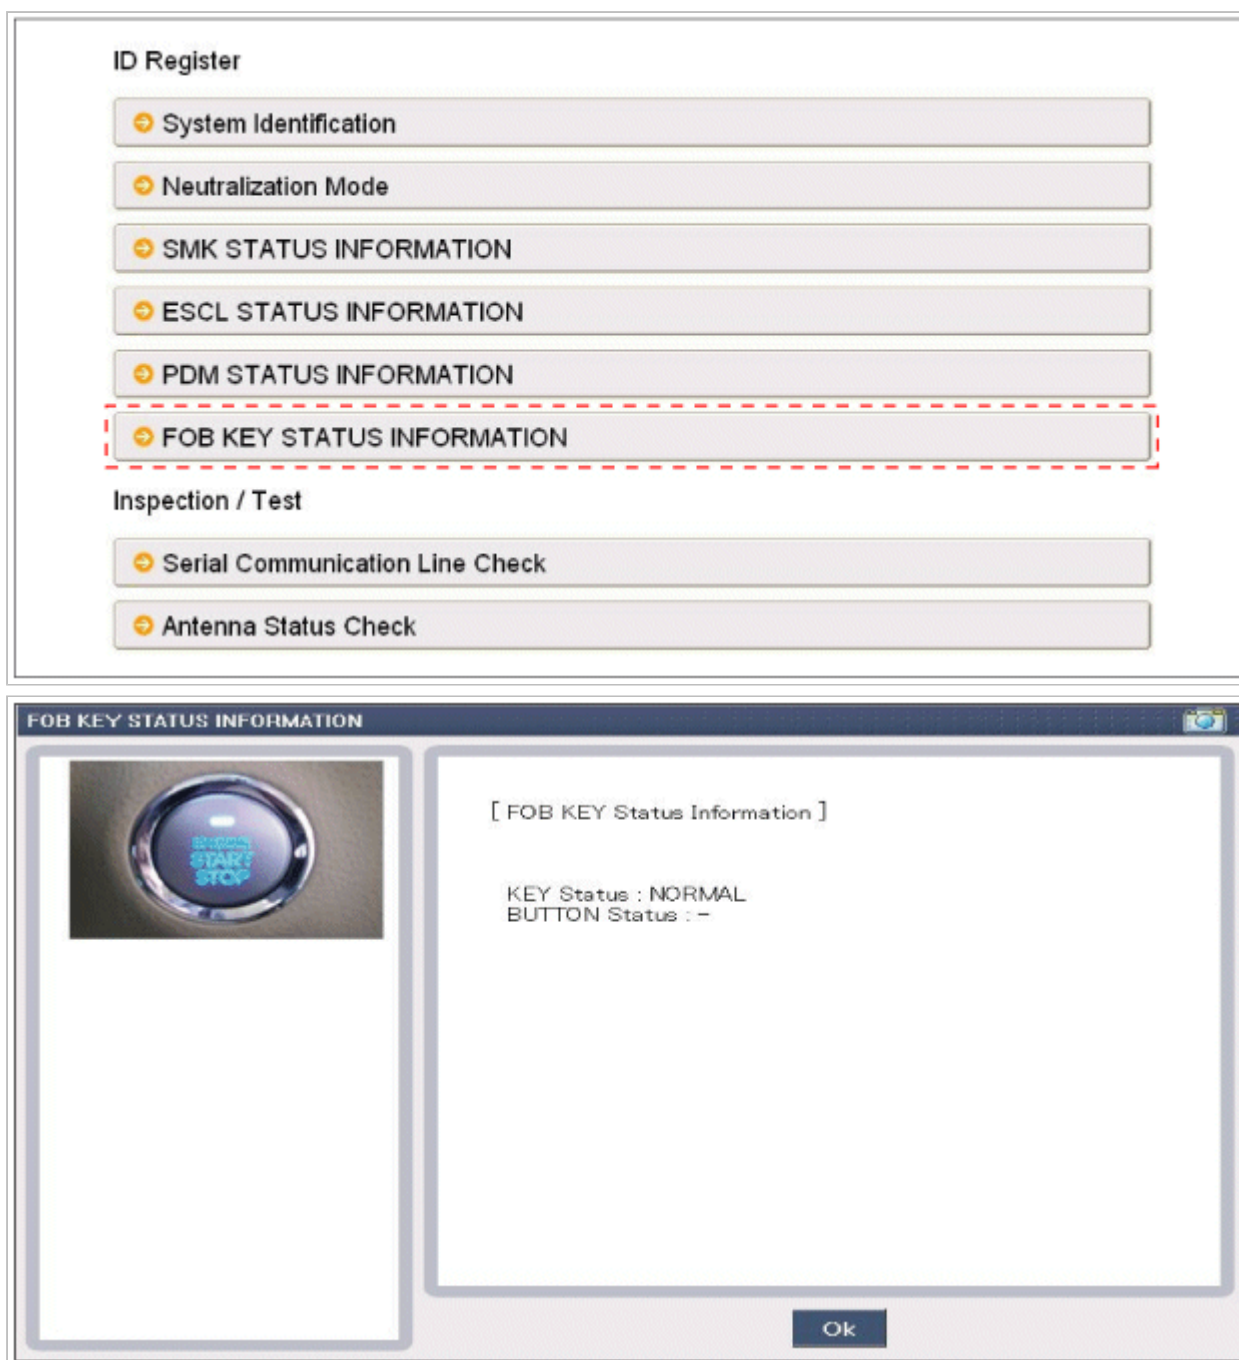 ID Register
System Identification
Neutralization Mode
SMK STATUS INFORMATION
ESCL STATUS INFORMATION
PDM STATUS INFORMATION
FOB KEY STATUS INFORMATION
Inspection / Test
Serial Communication Line Check
Antenna Status Check
FOB KEY STATUS INFORMATION
START
STOP
[ FOB KEY Status Information ]
KEY Status : NORMAL
BUTTON Status : -
Ok